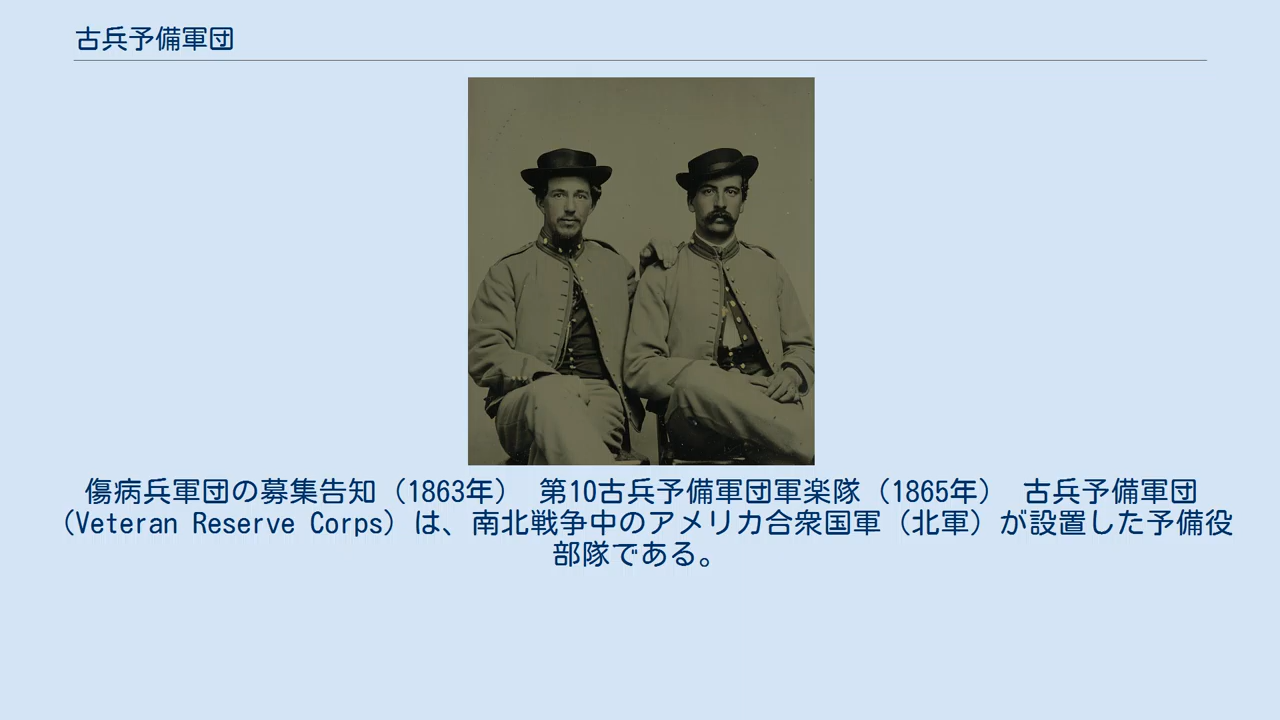 古兵予備軍団
傷病兵軍団の募集告知（1863年） 第10古兵予備軍団軍楽隊（1865年） 古兵予備軍団
（Veteran Reserve Corps）は、南北戦争中のアメリカ合衆国軍（北軍）が設置した予備役
部隊である。